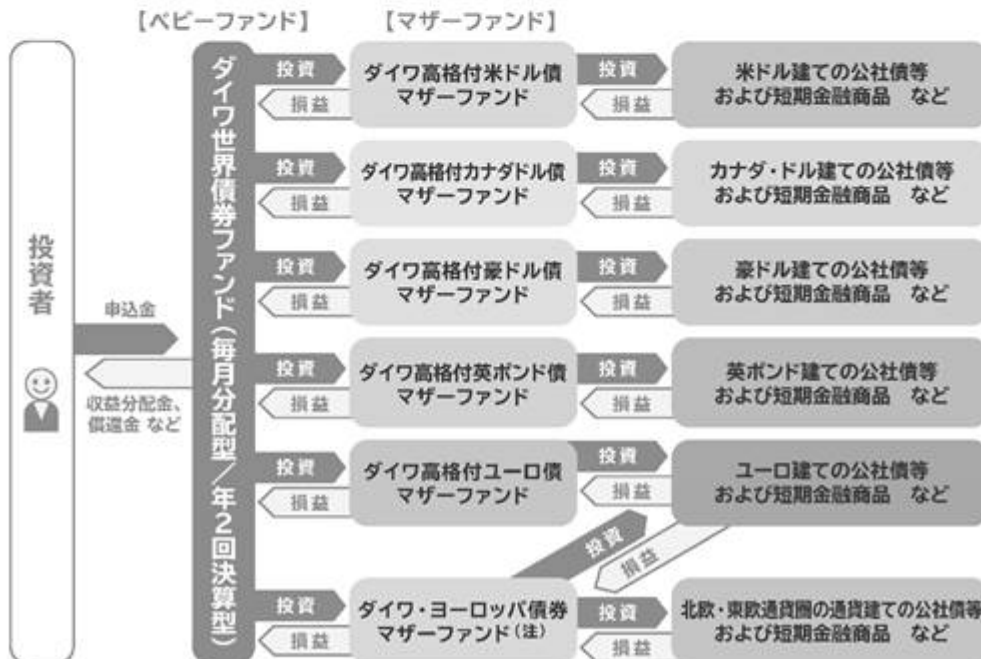 【ベビーファンド】
【マザーファンド】
投資者
申込金
収益分配金、
償還金 など
ダイワ世界債券ファンド（毎月分配型／年2回決算型）
投資
損益
ダイワ高格付米ドル債
マザーファンド
投資
損益
米ドル建ての公社債等
および短期金融商品　など
投資
損益
ダイワ高格付カナダドル債
マザーファンド
投資
損益
カナダ・ドル建ての公社債等
および短期金融商品　など
投資
損益
ダイワ高格付豪ドル債
マザーファンド
投資
損益
豪ドル建ての公社債等
および短期金融商品　など
投資
損益
ダイワ高格付英ポンド債
マザーファンド
投資
損益
英ポンド建ての公社債等
および短期金融商品　など
投資
損益
ダイワ高格付ユーロ債
マザーファンド
投資
損益
ユーロ建ての公社債等
および短期金融商品　など
投資
損益
投資
損益
ダイワ・ヨーロッパ債券
マザーファンド（注）
投資
損益
北欧・東欧通貨圏の通貨建ての公社債等
および短期金融商品　など